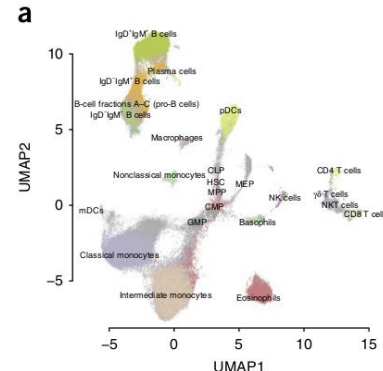 a
IgD⁺IgM⁺ B cells
10
Plasma cells
IgD⁻IgM⁺ B cells
B-cell fractions A–C (pro-B cells)
IgD⁻IgM⁻ B cells
pDCs
5
Macrophages
UMAP2
Nonclassical monocytes
CLP
HSC
MEP
MPP
CD4 T cells
γδ T cells
NK cells
NKT cells
CD8 T cel
mDCs
0
CMP
GMP
Basophils
Classical monocytes
−5
Intermediate monocytes
Eosinophils
−5
0
5
10
15
UMAP1